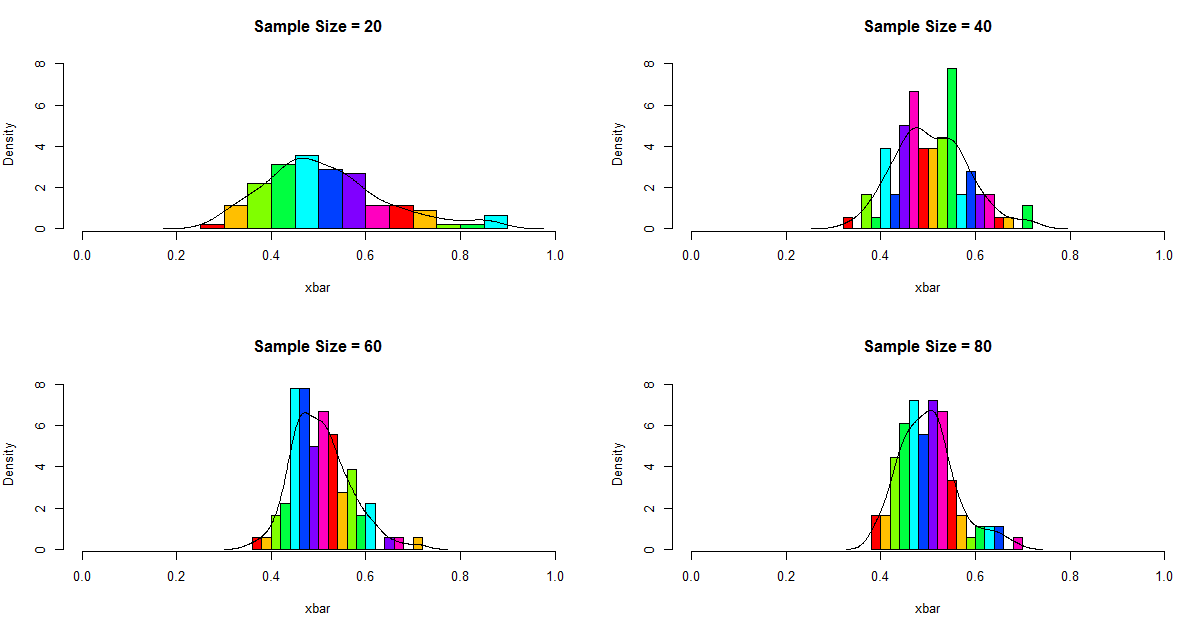 Sample Size = 20
Density
0 2 4 6 8
0.0 0.2 0.4 0.6 0.8 1.0
xbar
Sample Size = 40
Density
0 2 4 6 8
0.0 0.2 0.4 0.6 0.8 1.0
xbar
Sample Size = 60
Density
0 2 4 6 8
0.0 0.2 0.4 0.6 0.8 1.0
xbar
Sample Size = 80
Density
0 2 4 6 8
0.0 0.2 0.4 0.6 0.8 1.0
xbar